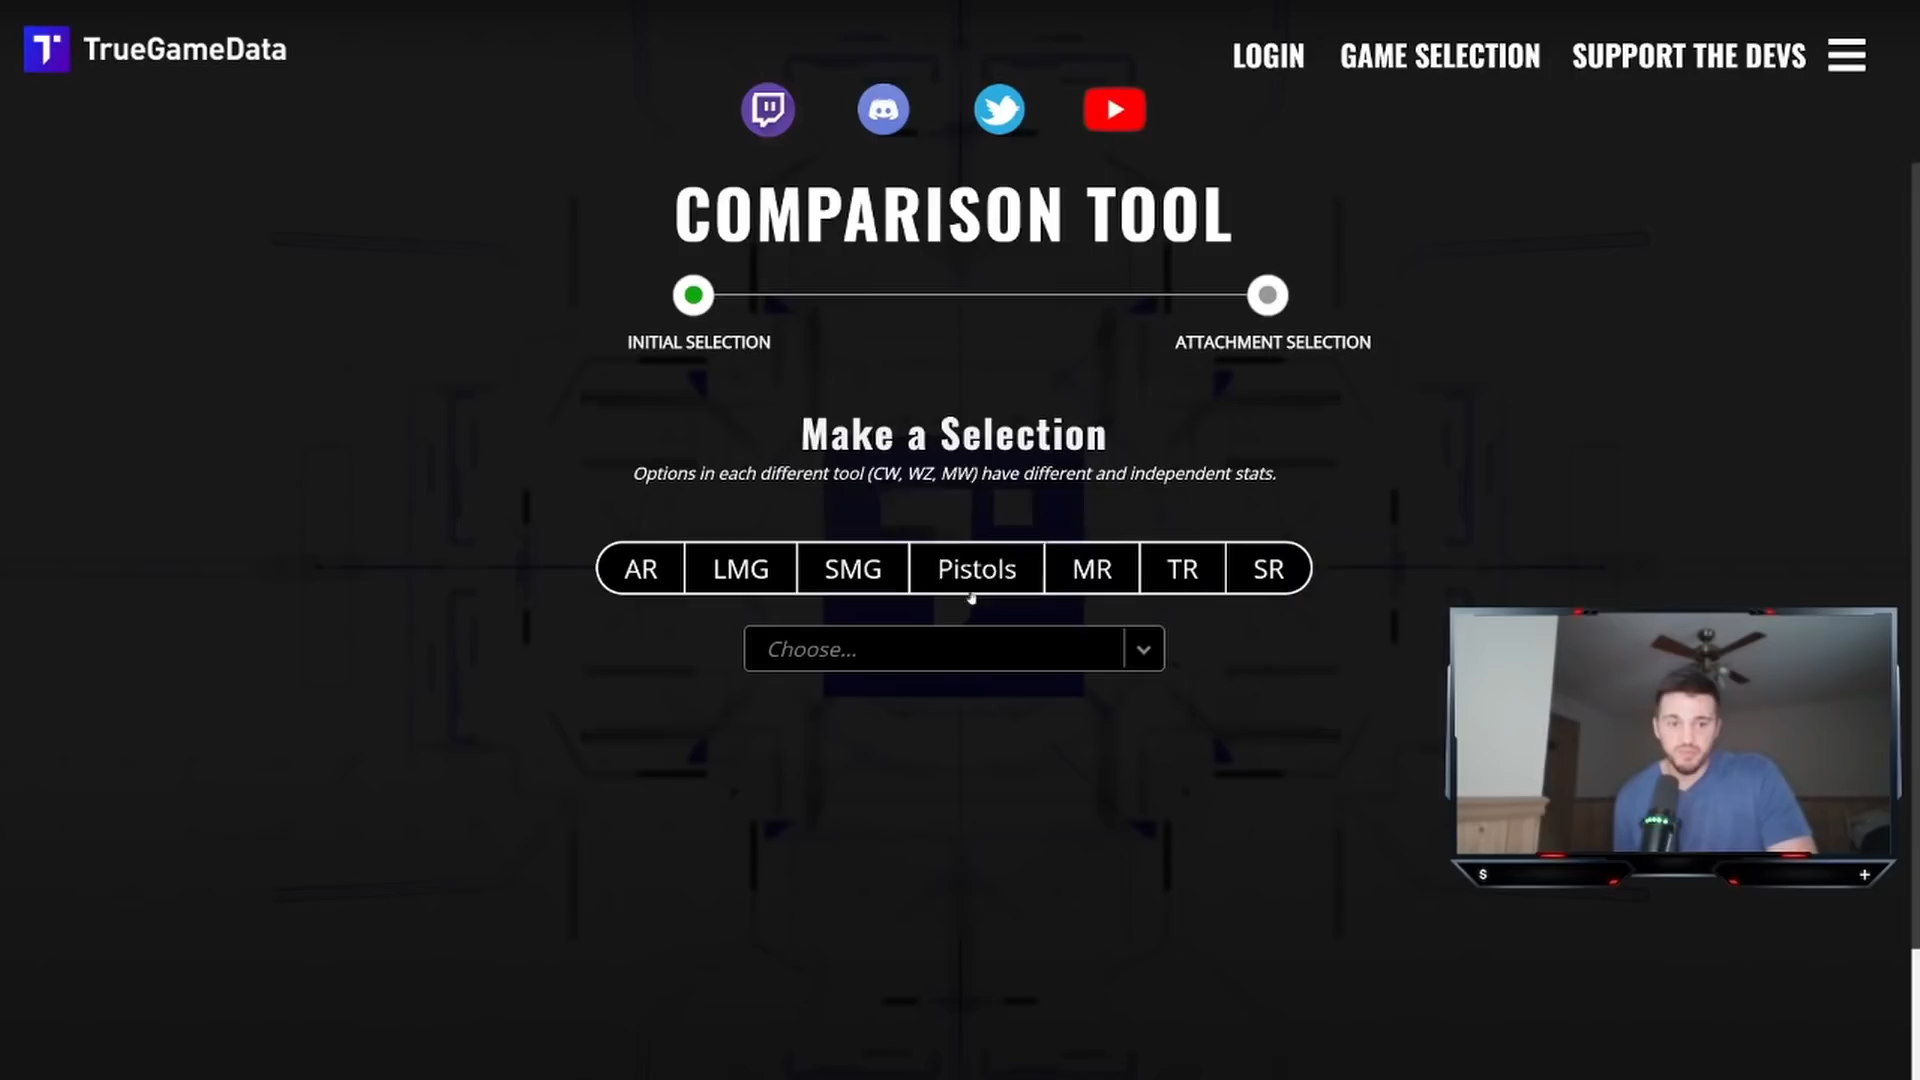 TrueGameData
LOGIN
GAME SELECTION
SUPPORT THE DEVS
COMPARISON TOOL
INITIAL SELECTION
ATTACHMENT SELECTION
Make a Selection
Options in each different tool (CW, WZ, MW) have different and independent stats.
AR
LMG
SMG
Pistols
MR
TR
SR
Choose...
$
+